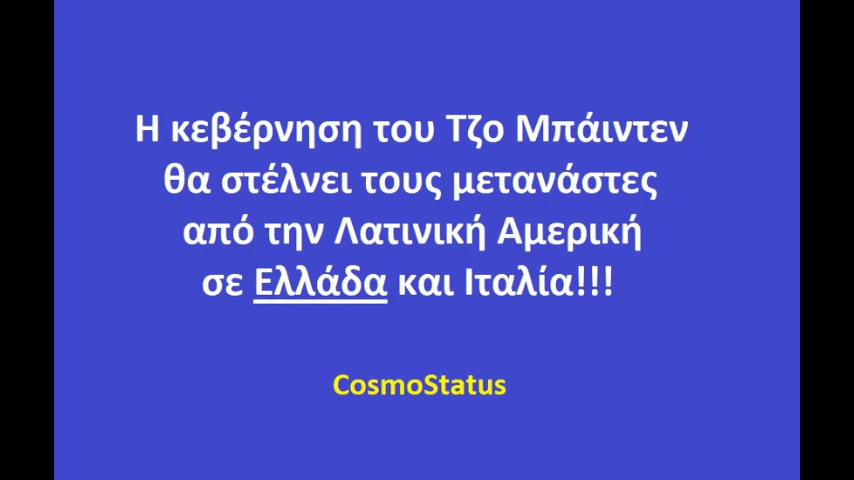 Η κεβέρνηση του Τζο Μπάιντεν
θα στέλνει τους μετανάστες
από την Λατινική Αμερική
σε Ελλάδα και Ιταλία!!!
CosmoStatus